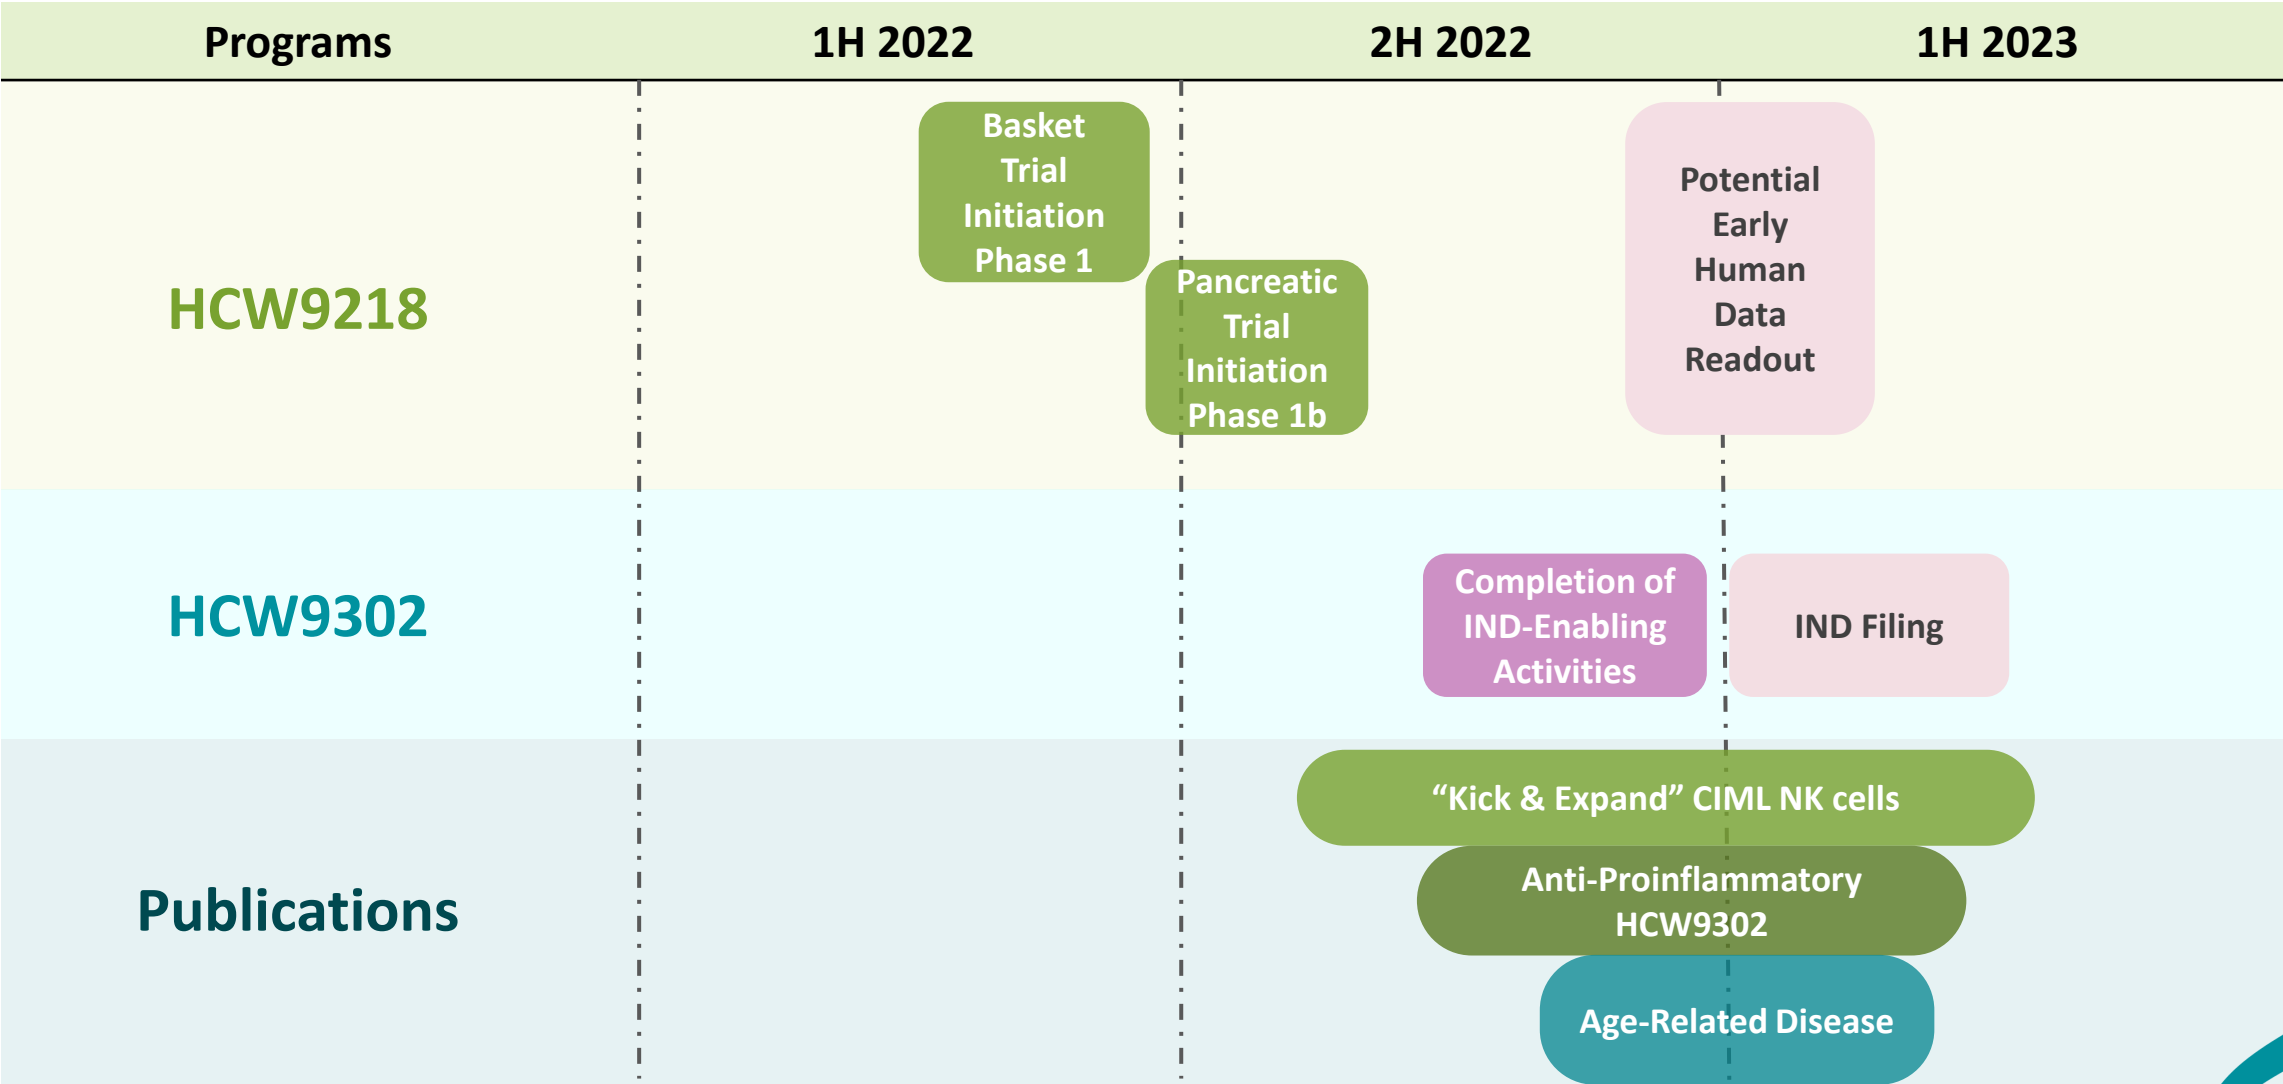 Programs
1H 2022
2H 2022
1H 2023
HCW9218
Basket
Trial
Initiation
Phase 1
Pancreatic
Trial
Initiation
Phase 1b
Potential
Early
Human
Data
Readout
HCW9302
Completion of
IND-Enabling
Activities
IND Filing
Publications
“Kick & Expand” CIML NK cells
Anti-Proinflammatory
HCW9302
Age-Related Disease